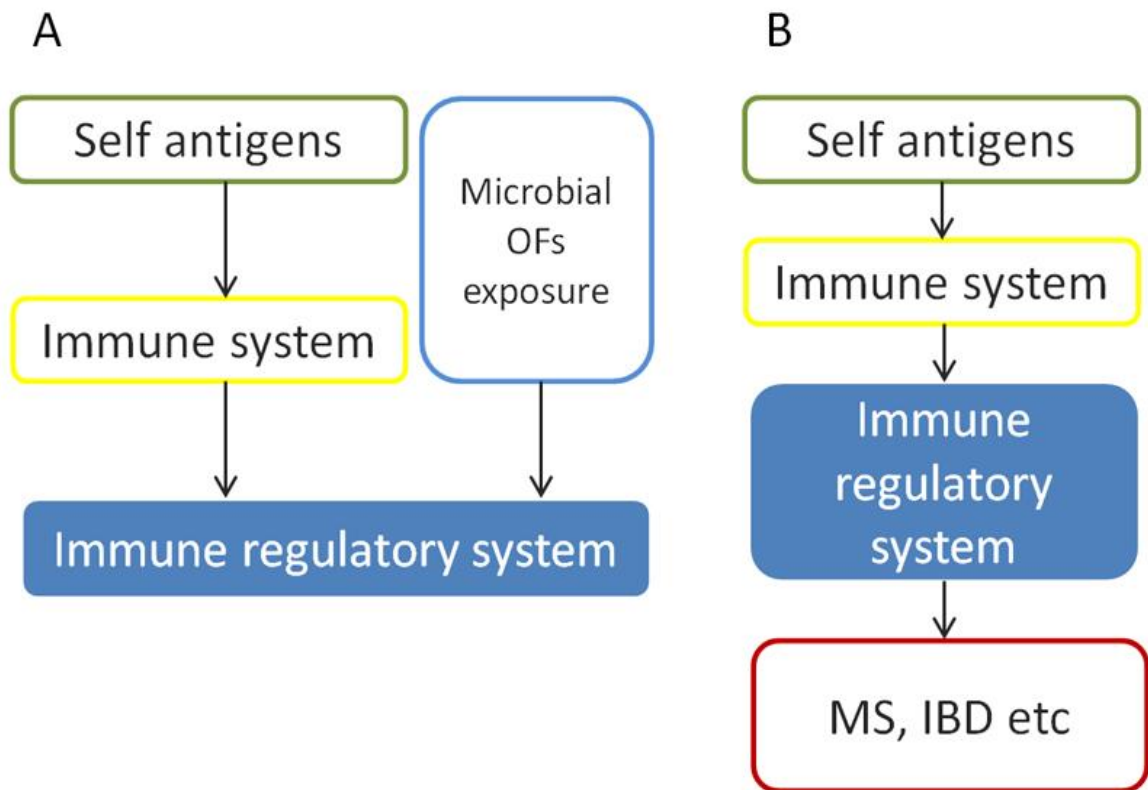 A
Self antigens
Microbial
OFs
exposure
Immune system
Immune regulatory system
B
Self antigens
Immune system
Immune
regulatory
system
MS, IBD etc